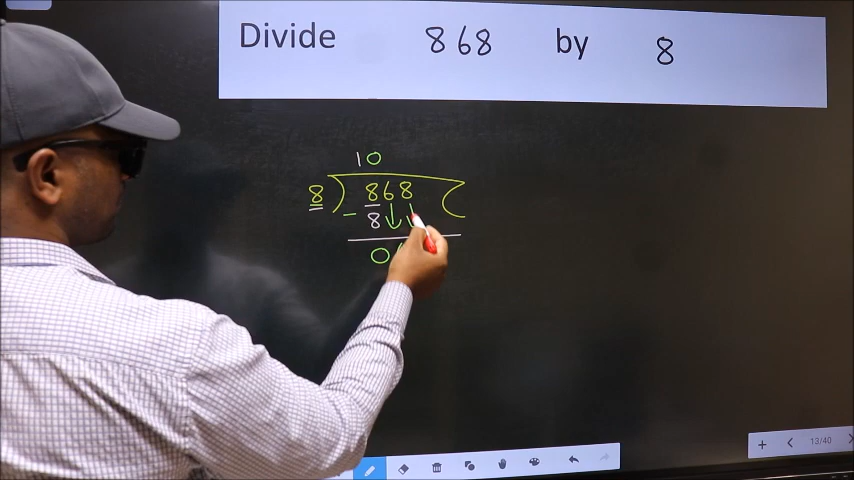 Divide 868 by 8
10
8 ) 868 (
- 8
0
+ < 13/40 >